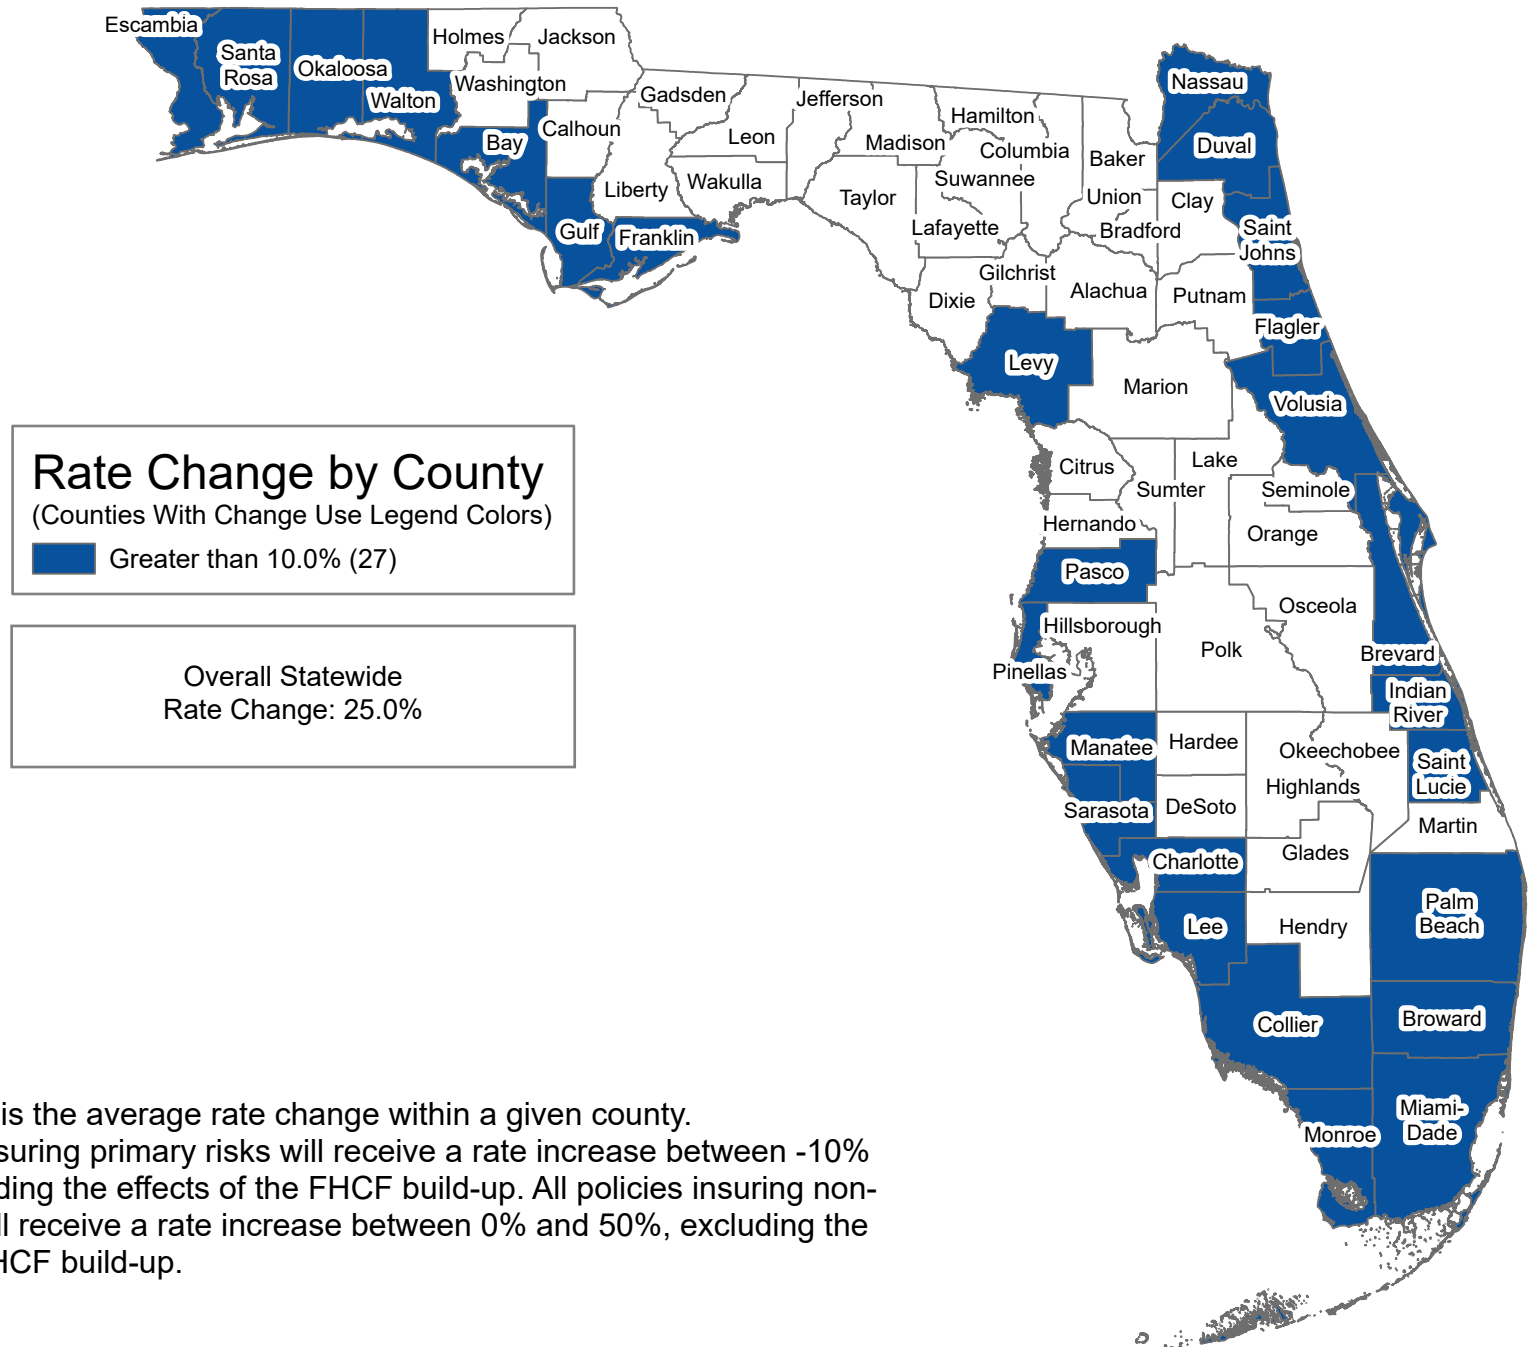 Escambia
Santa
Rosa
Okaloosa
Walton
Holmes
Jackson
Washington
Bay
Calhoun
Gulf
Franklin
Liberty
Gadsden
Leon
Wakulla
Jefferson
Madison
Taylor
Hamilton
Suwannee
Lafayette
Columbia
Baker
Union
Bradford
Nassau
Duval
Clay
Saint
Johns
Gilchrist
Dixie
Alachua
Putnam
Flagler
Levy
Marion
Volusia
Citrus
Sumter
Lake
Seminole
Hernando
Orange
Pasco
Osceola
Hillsborough
Pinellas
Polk
Brevard
Indian
River
Manatee
Hardee
Okeechobee
Saint
Lucie
Highlands
Sarasota
DeSoto
Martin
Charlotte
Glades
Lee
Hendry
Palm
Beach
Collier
Broward
Monroe
Miami-
Dade
Rate Change by County
(Counties With Change Use Legend Colors)
Greater than 10.0% (27)
Overall Statewide
Rate Change: 25.0%
is the average rate change within a given county.
suring primary risks will receive a rate increase between -10%
ding the effects of the FHCF build-up. All policies insuring non-
ll receive a rate increase between 0% and 50%, excluding the
HCF build-up.